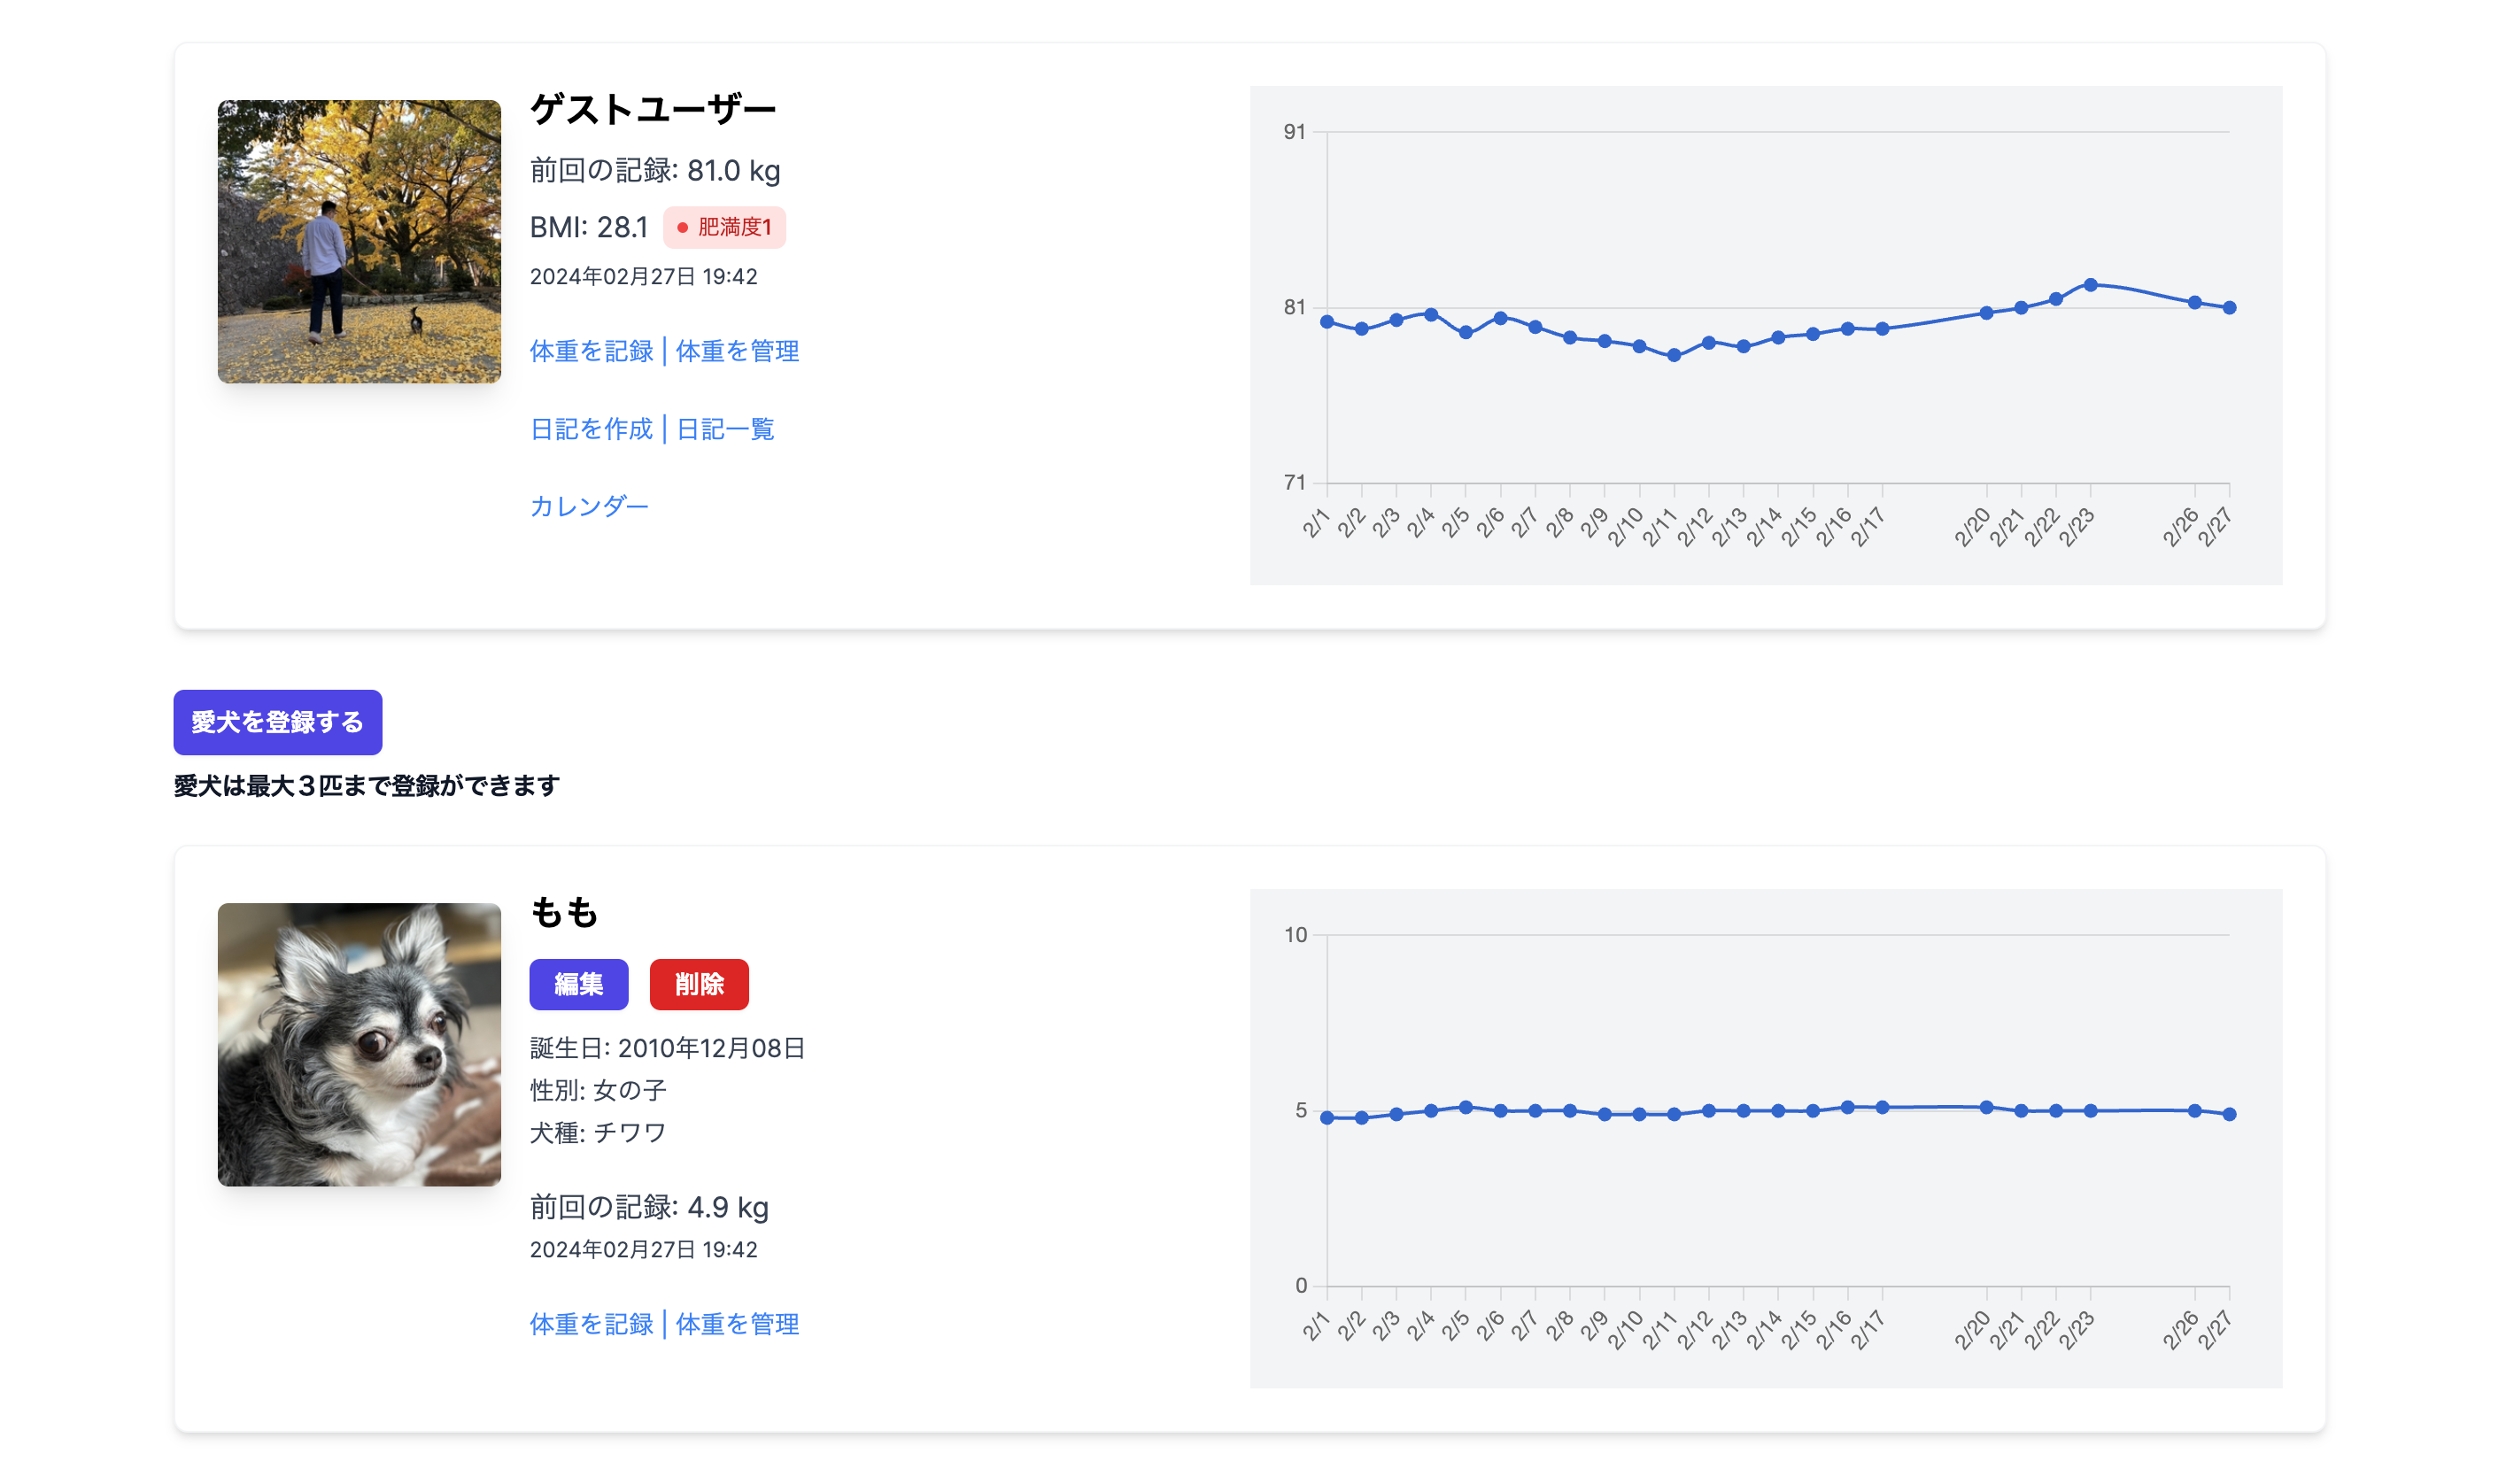 ゲストユーザー
前回の記録: 81.0 kg
BMI: 28.1 肥満度1
2024年02月27日 19:42
体重を記録 | 体重を管理
日記を作成 | 日記一覧
カレンダー
91
81
71
2/1 2/2 2/3 2/4 2/5 2/6 2/7 2/8 2/9 2/10 2/11 2/12 2/13 2/14 2/15 2/16 2/17 2/20 2/21 2/22 2/23 2/26 2/27
愛犬を登録する
愛犬は最大３匹まで登録ができます
もも
編集 削除
誕生日: 2010年12月08日
性別: 女の子
犬種: チワワ
前回の記録: 4.9 kg
2024年02月27日 19:42
体重を記録 | 体重を管理
10
5
0
2/1 2/2 2/3 2/4 2/5 2/6 2/7 2/8 2/9 2/10 2/11 2/12 2/13 2/14 2/15 2/16 2/17 2/20 2/21 2/22 2/23 2/26 2/27